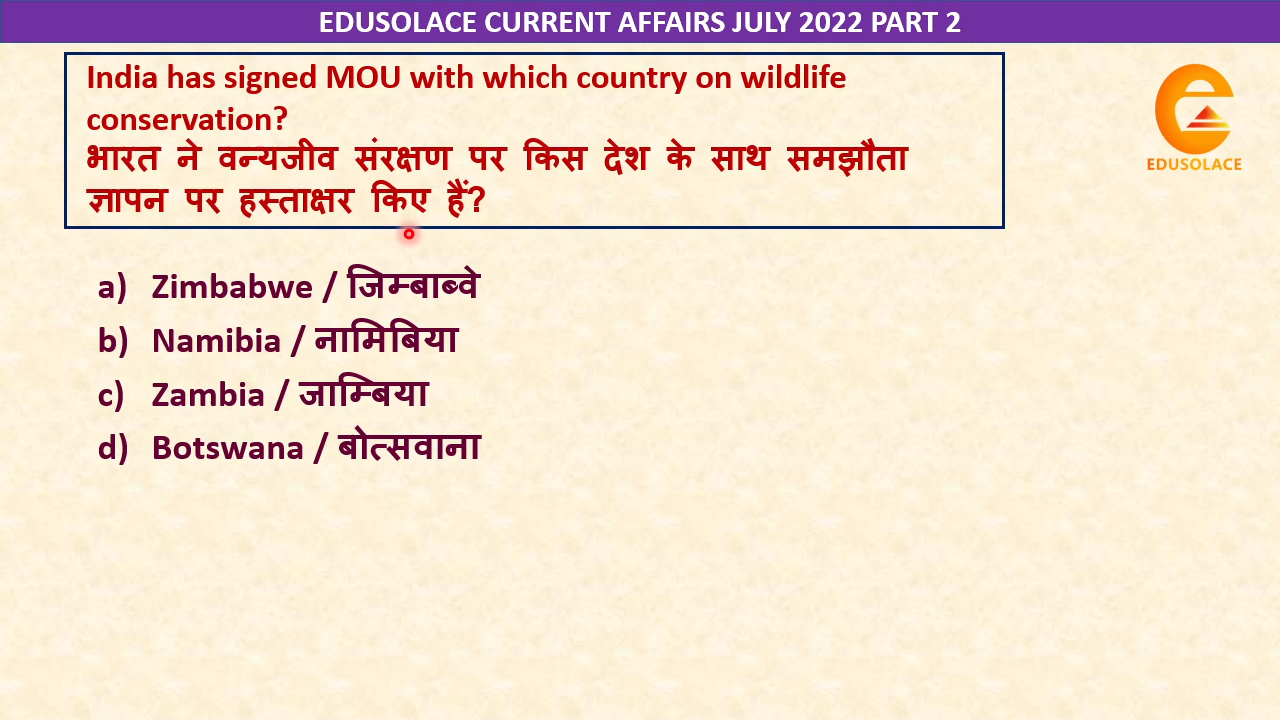 EDUSOLACE CURRENT AFFAIRS JULY 2022 PART 2
India has signed MOU with which country on wildlife
conservation?
भारत ने वन्यजीव संरक्षण पर किस देश के साथ समझौता
ज्ञापन पर हस्ताक्षर किए हैं?
EDUSOLACE
a) Zimbabwe / जिम्बाब्वे
b) Namibia / नामिबिया
c) Zambia / जाम्बिया
d) Botswana / बोत्सवाना